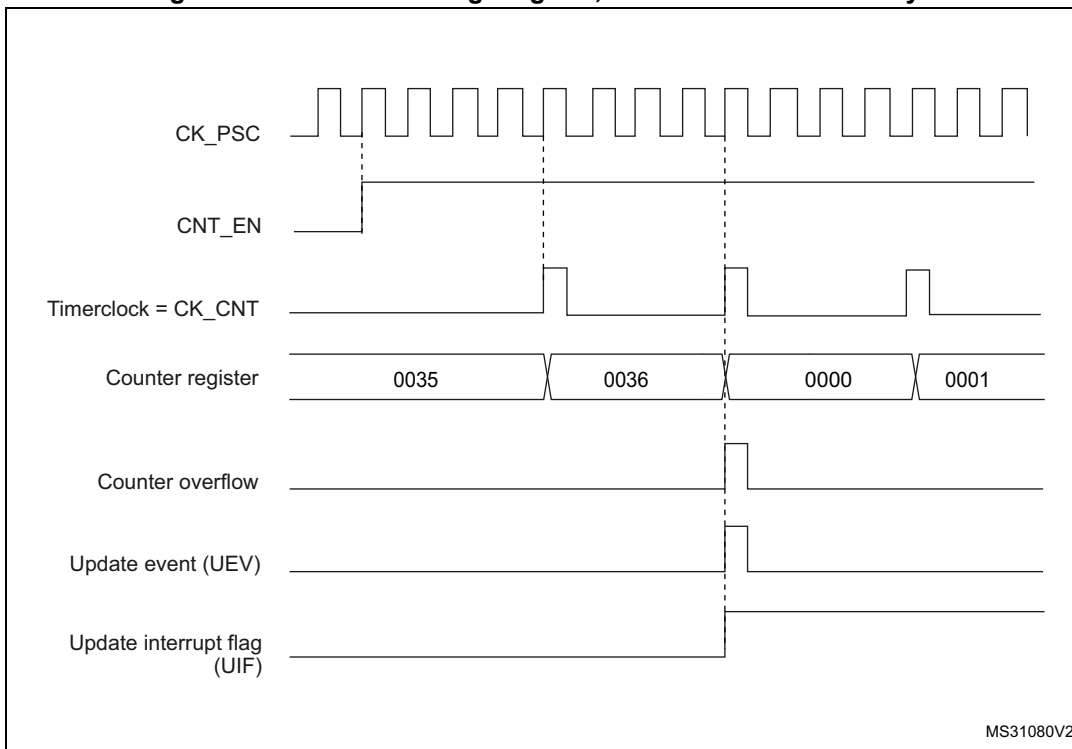 CK_PSC
CNT_EN
Timerclock = CK_CNT
Counter register
0035
0036
0000
0001
Counter overflow
Update event (UEV)
Update interrupt flag
(UIF)
MS31080V2